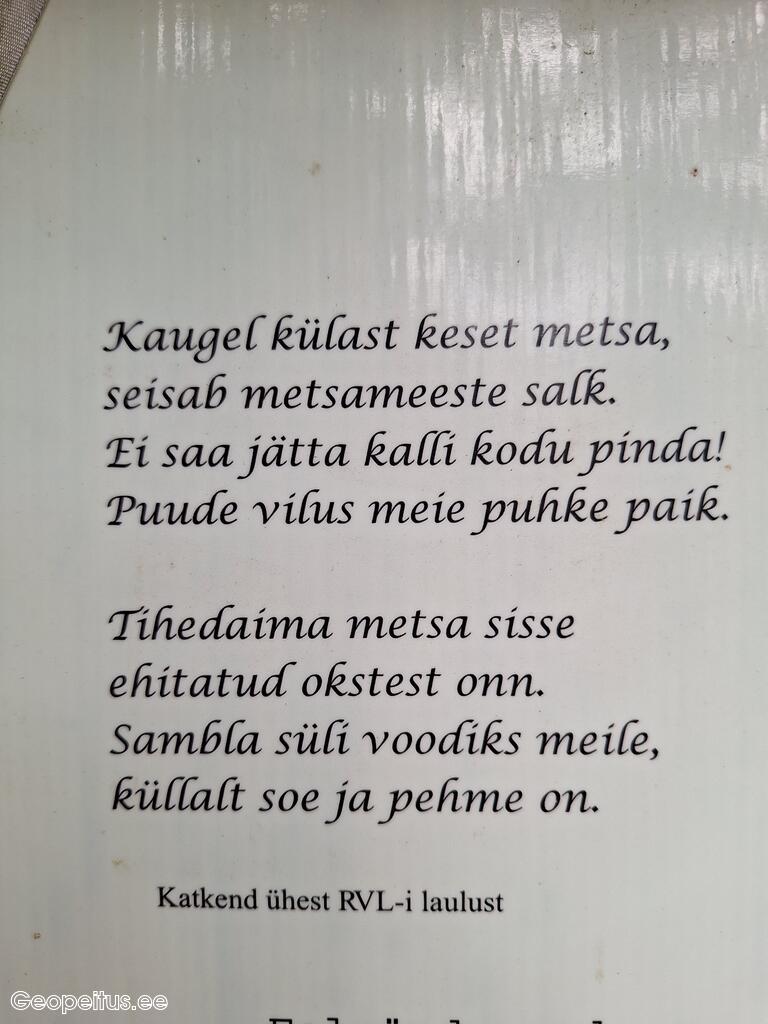 Kaugel külast keset metsa,
seisab metsameeste salk.
Ei saa jätta kalli kodu pinda!
Puude vilus meie puhke paik.
Tihedaima metsa sisse
ehitatud okstest onn.
Sambla süli voodiks meile,
küllalt soe ja pehme on.
Katkend ühest RVL-i laulust
Geopeitus.ee